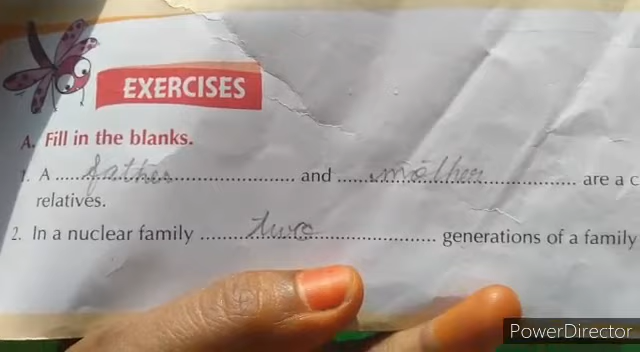 EXERCISES
A. Fill in the blanks.
1. A ...... father ........................ and ...... mother .................. are a c
relatives.
2. In a nuclear family ......... two ..................... generations of a family
PowerDirector